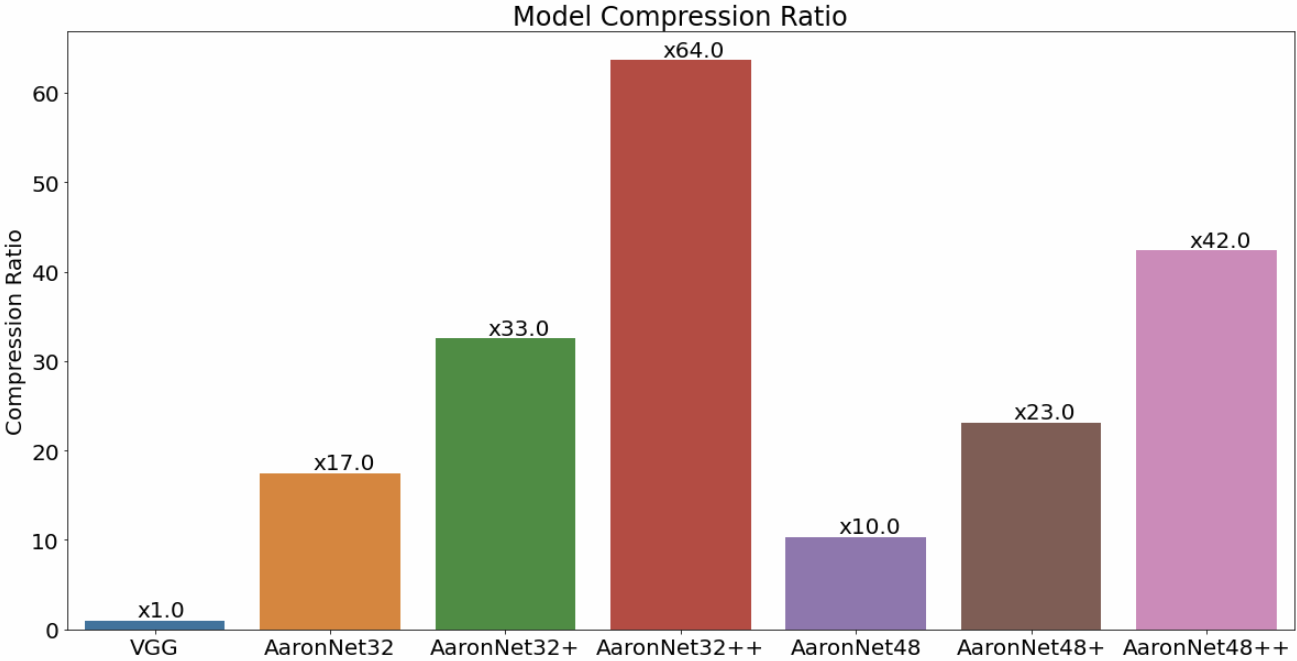 Model Compression Ratio
Compression Ratio
60
50
40
30
20
10
0
x1.0
x17.0
x33.0
x64.0
x10.0
x23.0
x42.0
VGG
AaronNet32
AaronNet32+
AaronNet32++
AaronNet48
AaronNet48+
AaronNet48++